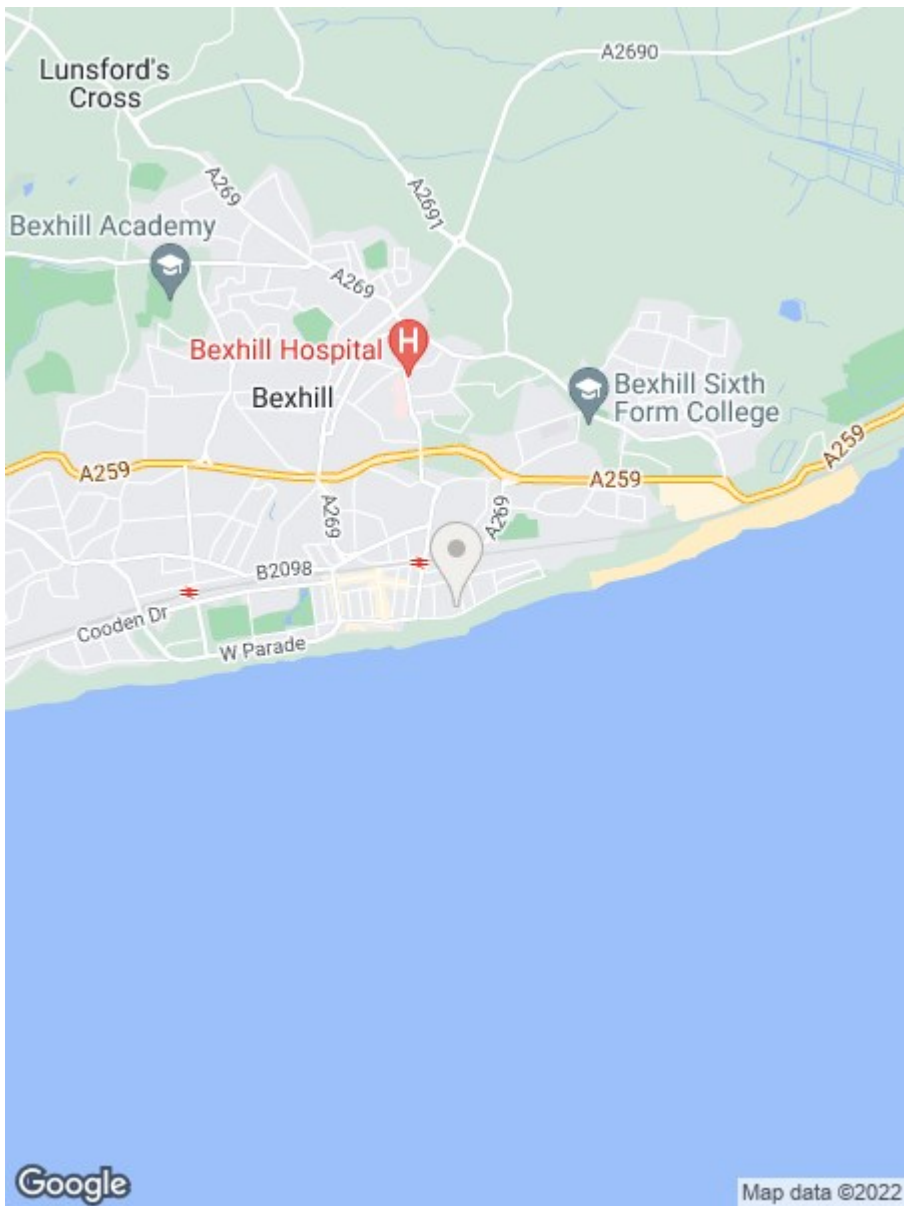 A2690
Lunsford's
Cross
A269
A2691
Bexhill Academy
A269
Bexhill Hospital
H
Bexhill Sixth
Form College
Bexhill
A259
A259
A259
A269
A269
B2098
Cooden Dr
W Parade
Google
Map data ©2022